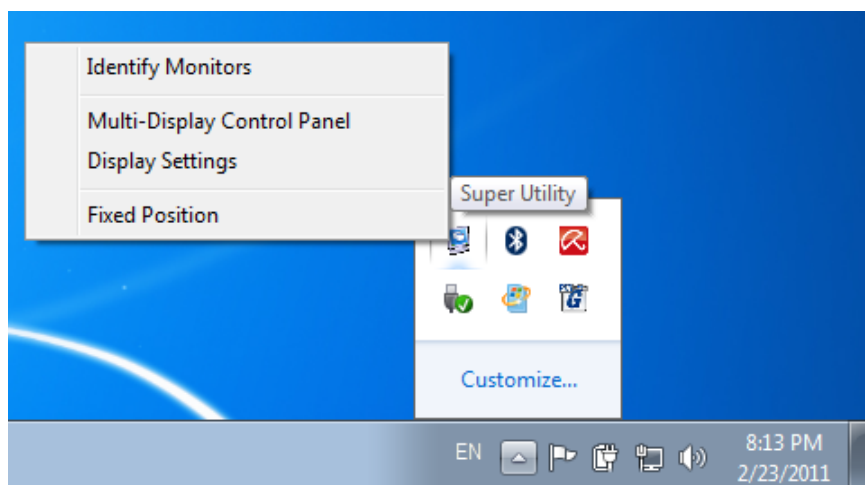 Identify Monitors
Multi-Display Control Panel
Display Settings
Fixed Position
Super Utility
Customize...
EN
8:13 PM
2/23/2011